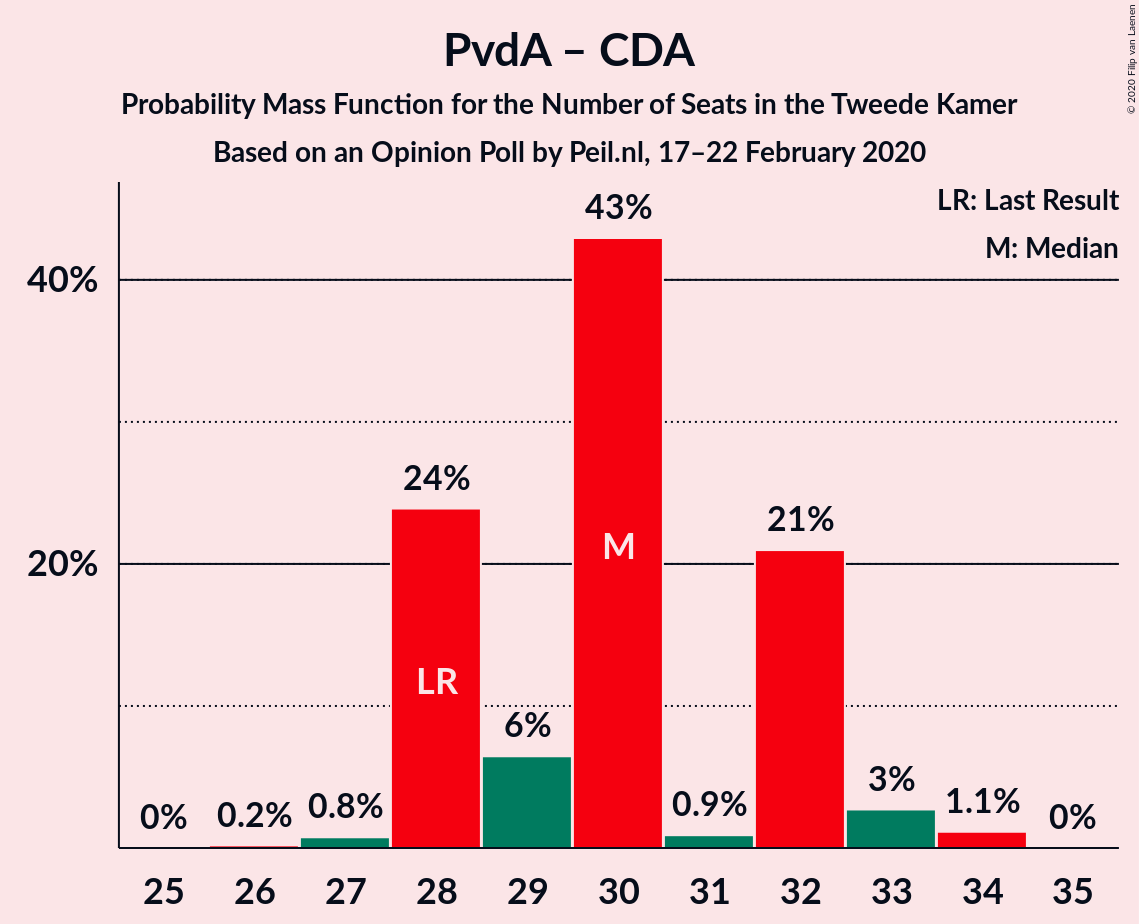 PvdA – CDA
Probability Mass Function for the Number of Seats in the Tweede Kamer
Based on an Opinion Poll by Peil.nl, 17–22 February 2020
© 2020 Filip van Laenen
LR: Last Result
M: Median
40%
20%
0%
0.2%
0.8%
24%
6%
43%
0.9%
21%
3%
1.1%
0%
LR
M
25 26 27 28 29 30 31 32 33 34 35